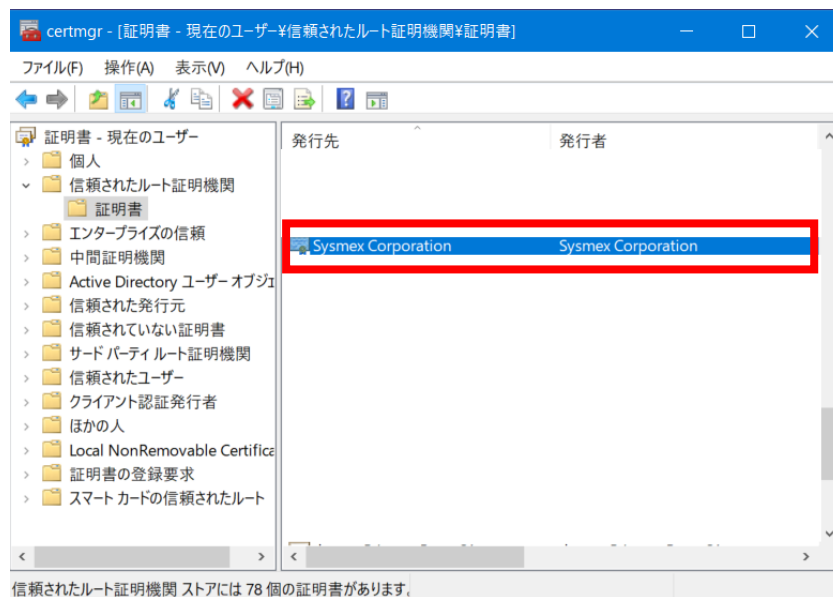 certmgr - [証明書 - 現在のユーザー¥信頼されたルート証明機関¥証明書]
ファイル(F) 操作(A) 表示(V) ヘルプ(H)
証明書 - 現在のユーザー
個人
信頼されたルート証明機関
証明書
エンタープライズの信頼
中間証明機関
Active Directory ユーザー オブジェ
信頼された発行元
信頼されていない証明書
サード パーティ ルート証明機関
信頼されたユーザー
クライアント認証発行者
ほかの人
Local NonRemovable Certifica
証明書の登録要求
スマート カードの信頼されたルート
発行先 発行者
Sysmex Corporation Sysmex Corporation
信頼されたルート証明機関 ストアには 78 個の証明書があります。